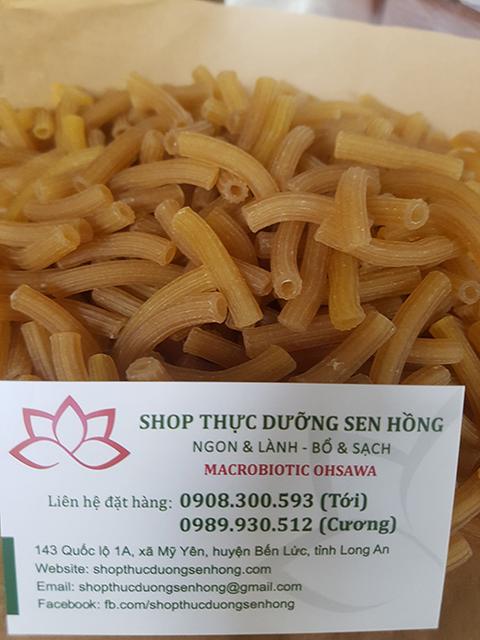 SHOP THỰC DƯỠNG SEN HỒNG
NGON & LÀNH - BỔ & SẠCH
MACROBIOTIC OHSAWA
Liên hệ đặt hàng: 0908.300.593 (Tới)
0989.930.512 (Cương)
143 Quốc lộ 1A, xã Mỹ Yên, huyện Bến Lức, tỉnh Long An
Website: shopthucduongsenhong.com
Email: shopthucduongsenhong@gmail.com
Facebook: fb.com/shopthucduongsenhong